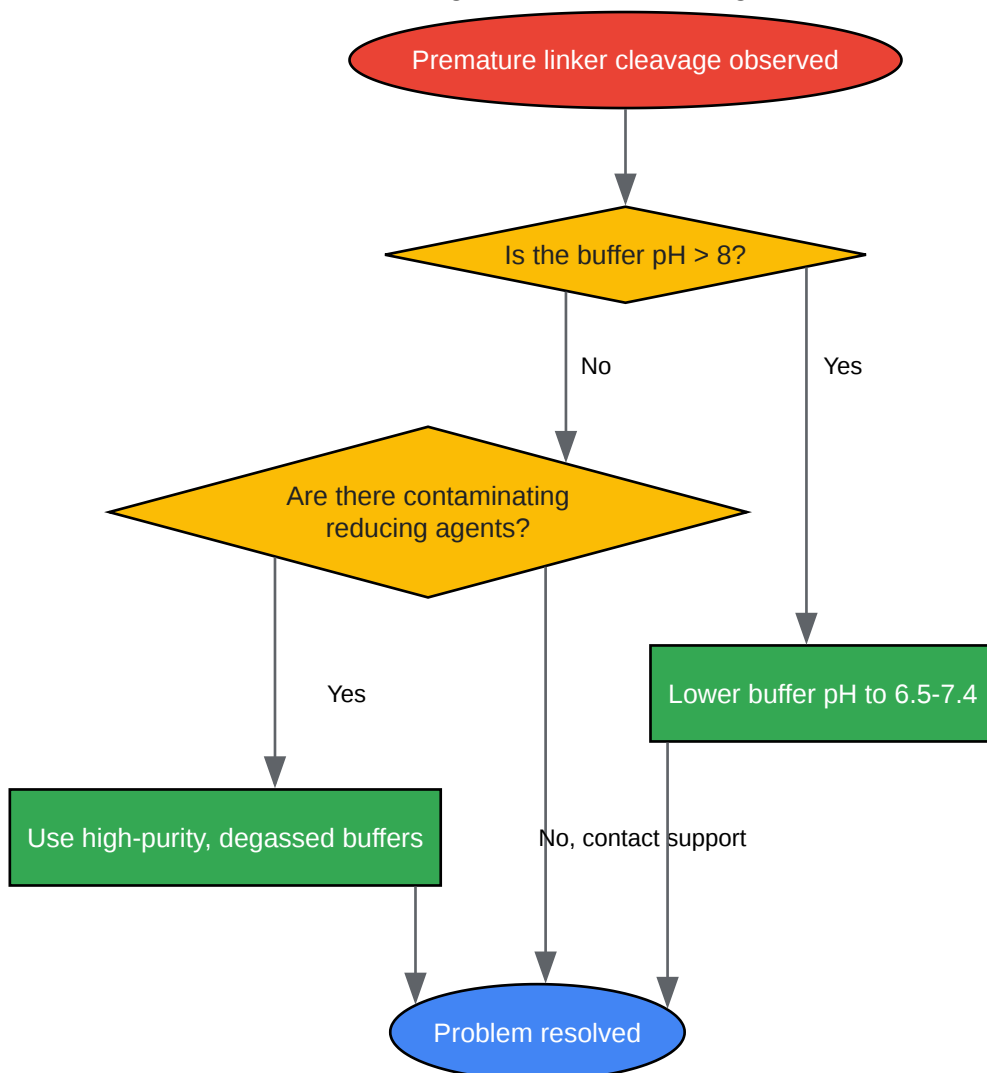 Premature linker cleavage observed
Is the buffer pH > 8?
No
Yes
Are there contaminating
reducing agents?
Lower buffer pH to 6.5-7.4
Yes
Use high-purity, degassed buffers
No, contact support
Problem resolved